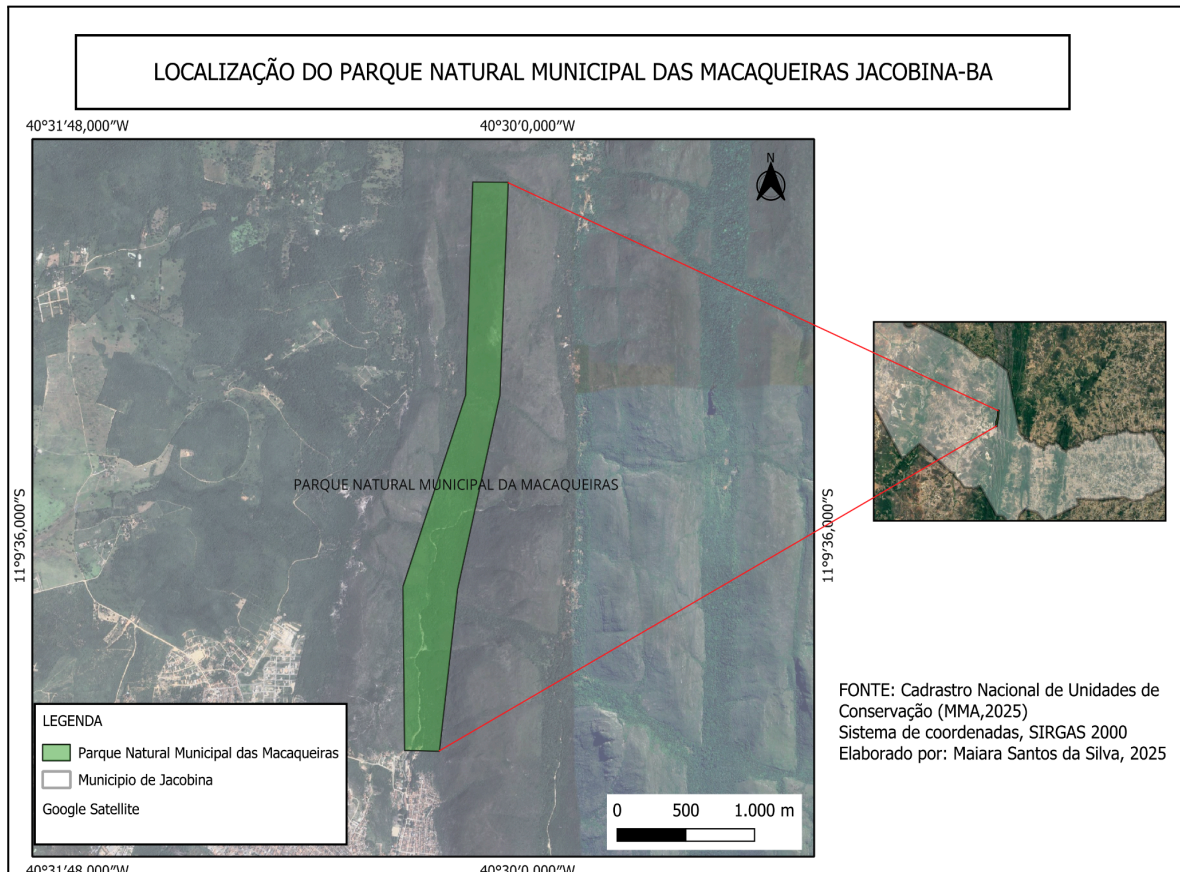 LOCALIZAÇÃO DO PARQUE NATURAL MUNICIPAL DAS MACAQUEIRAS JACOBINA-BA
40°31'48,000"W
40°30'0,000"W
N
PARQUE NATURAL MUNICIPAL DA MACAQUEIRAS
11°9'36,000"S
11°9'36,000"S
LEGENDA
Parque Natural Municipal das Macaqueiras
Municipio de Jacobina
Google Satellite
0 500 1.000 m
FONTE: Cadrastro Nacional de Unidades de
Conservação (MMA,2025)
Sistema de coordenadas, SIRGAS 2000
Elaborado por: Maiara Santos da Silva, 2025
40°31'48,000"W
40°30'0,000"W